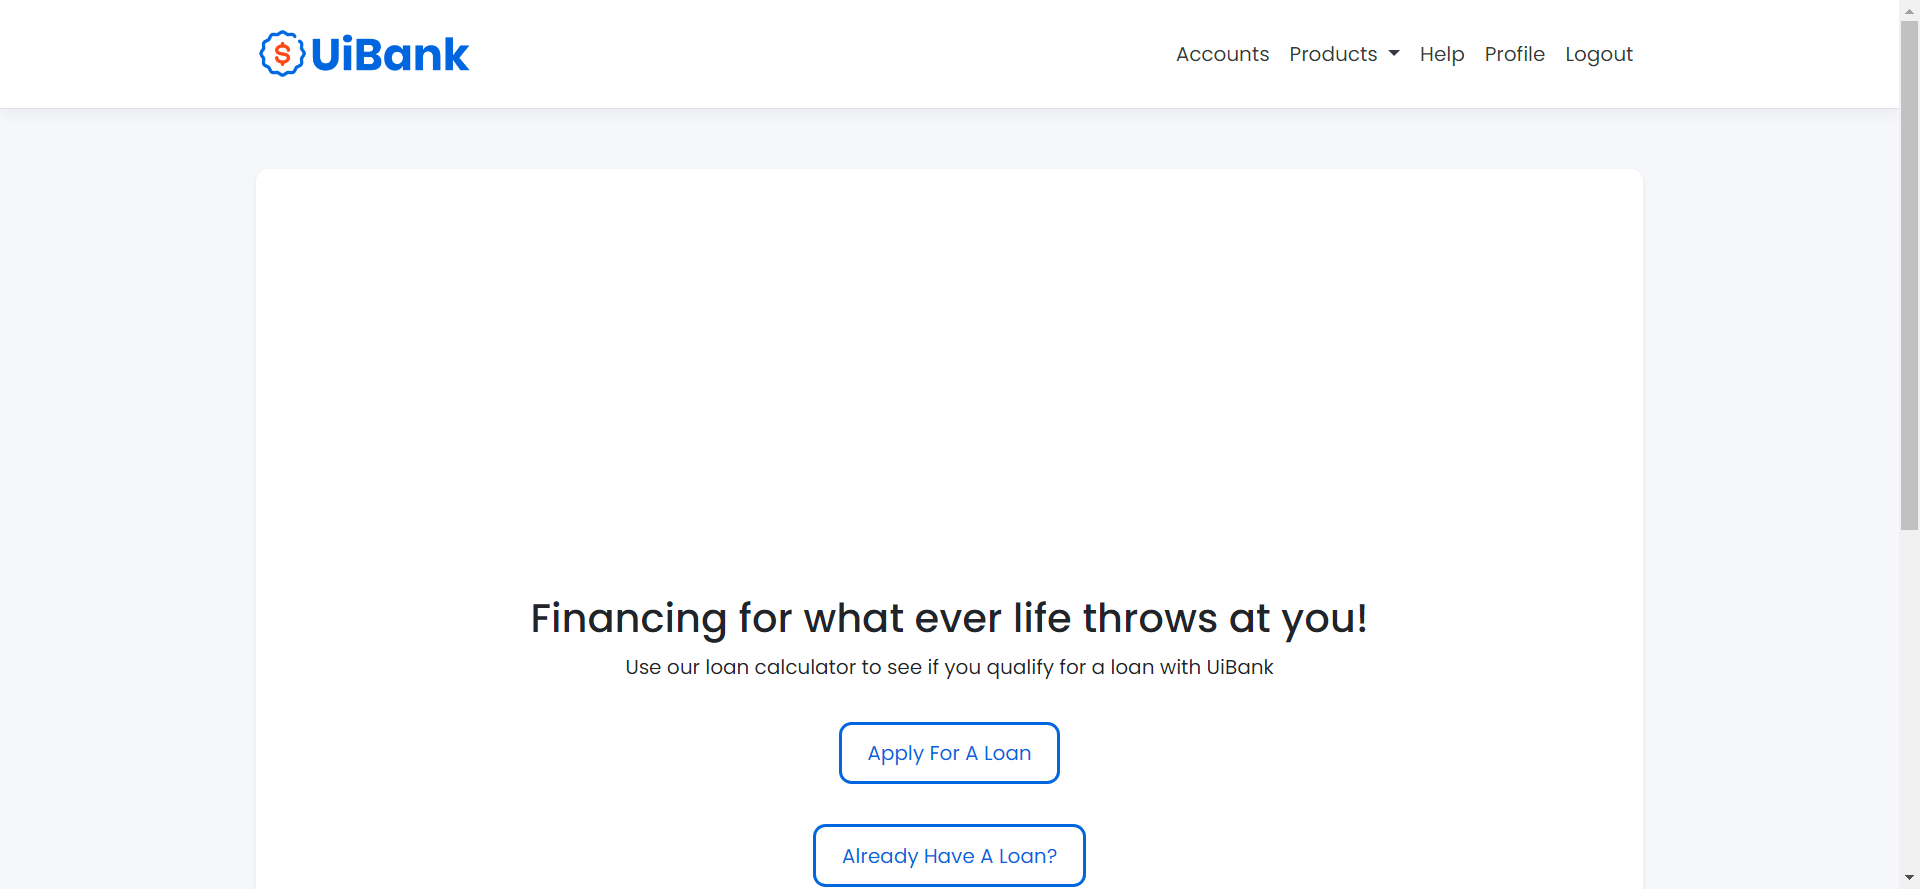 $ UiBank
Accounts Products Help Profile Logout
Financing for what ever life throws at you!
Use our loan calculator to see if you qualify for a loan with UiBank
Apply For A Loan
Already Have A Loan?